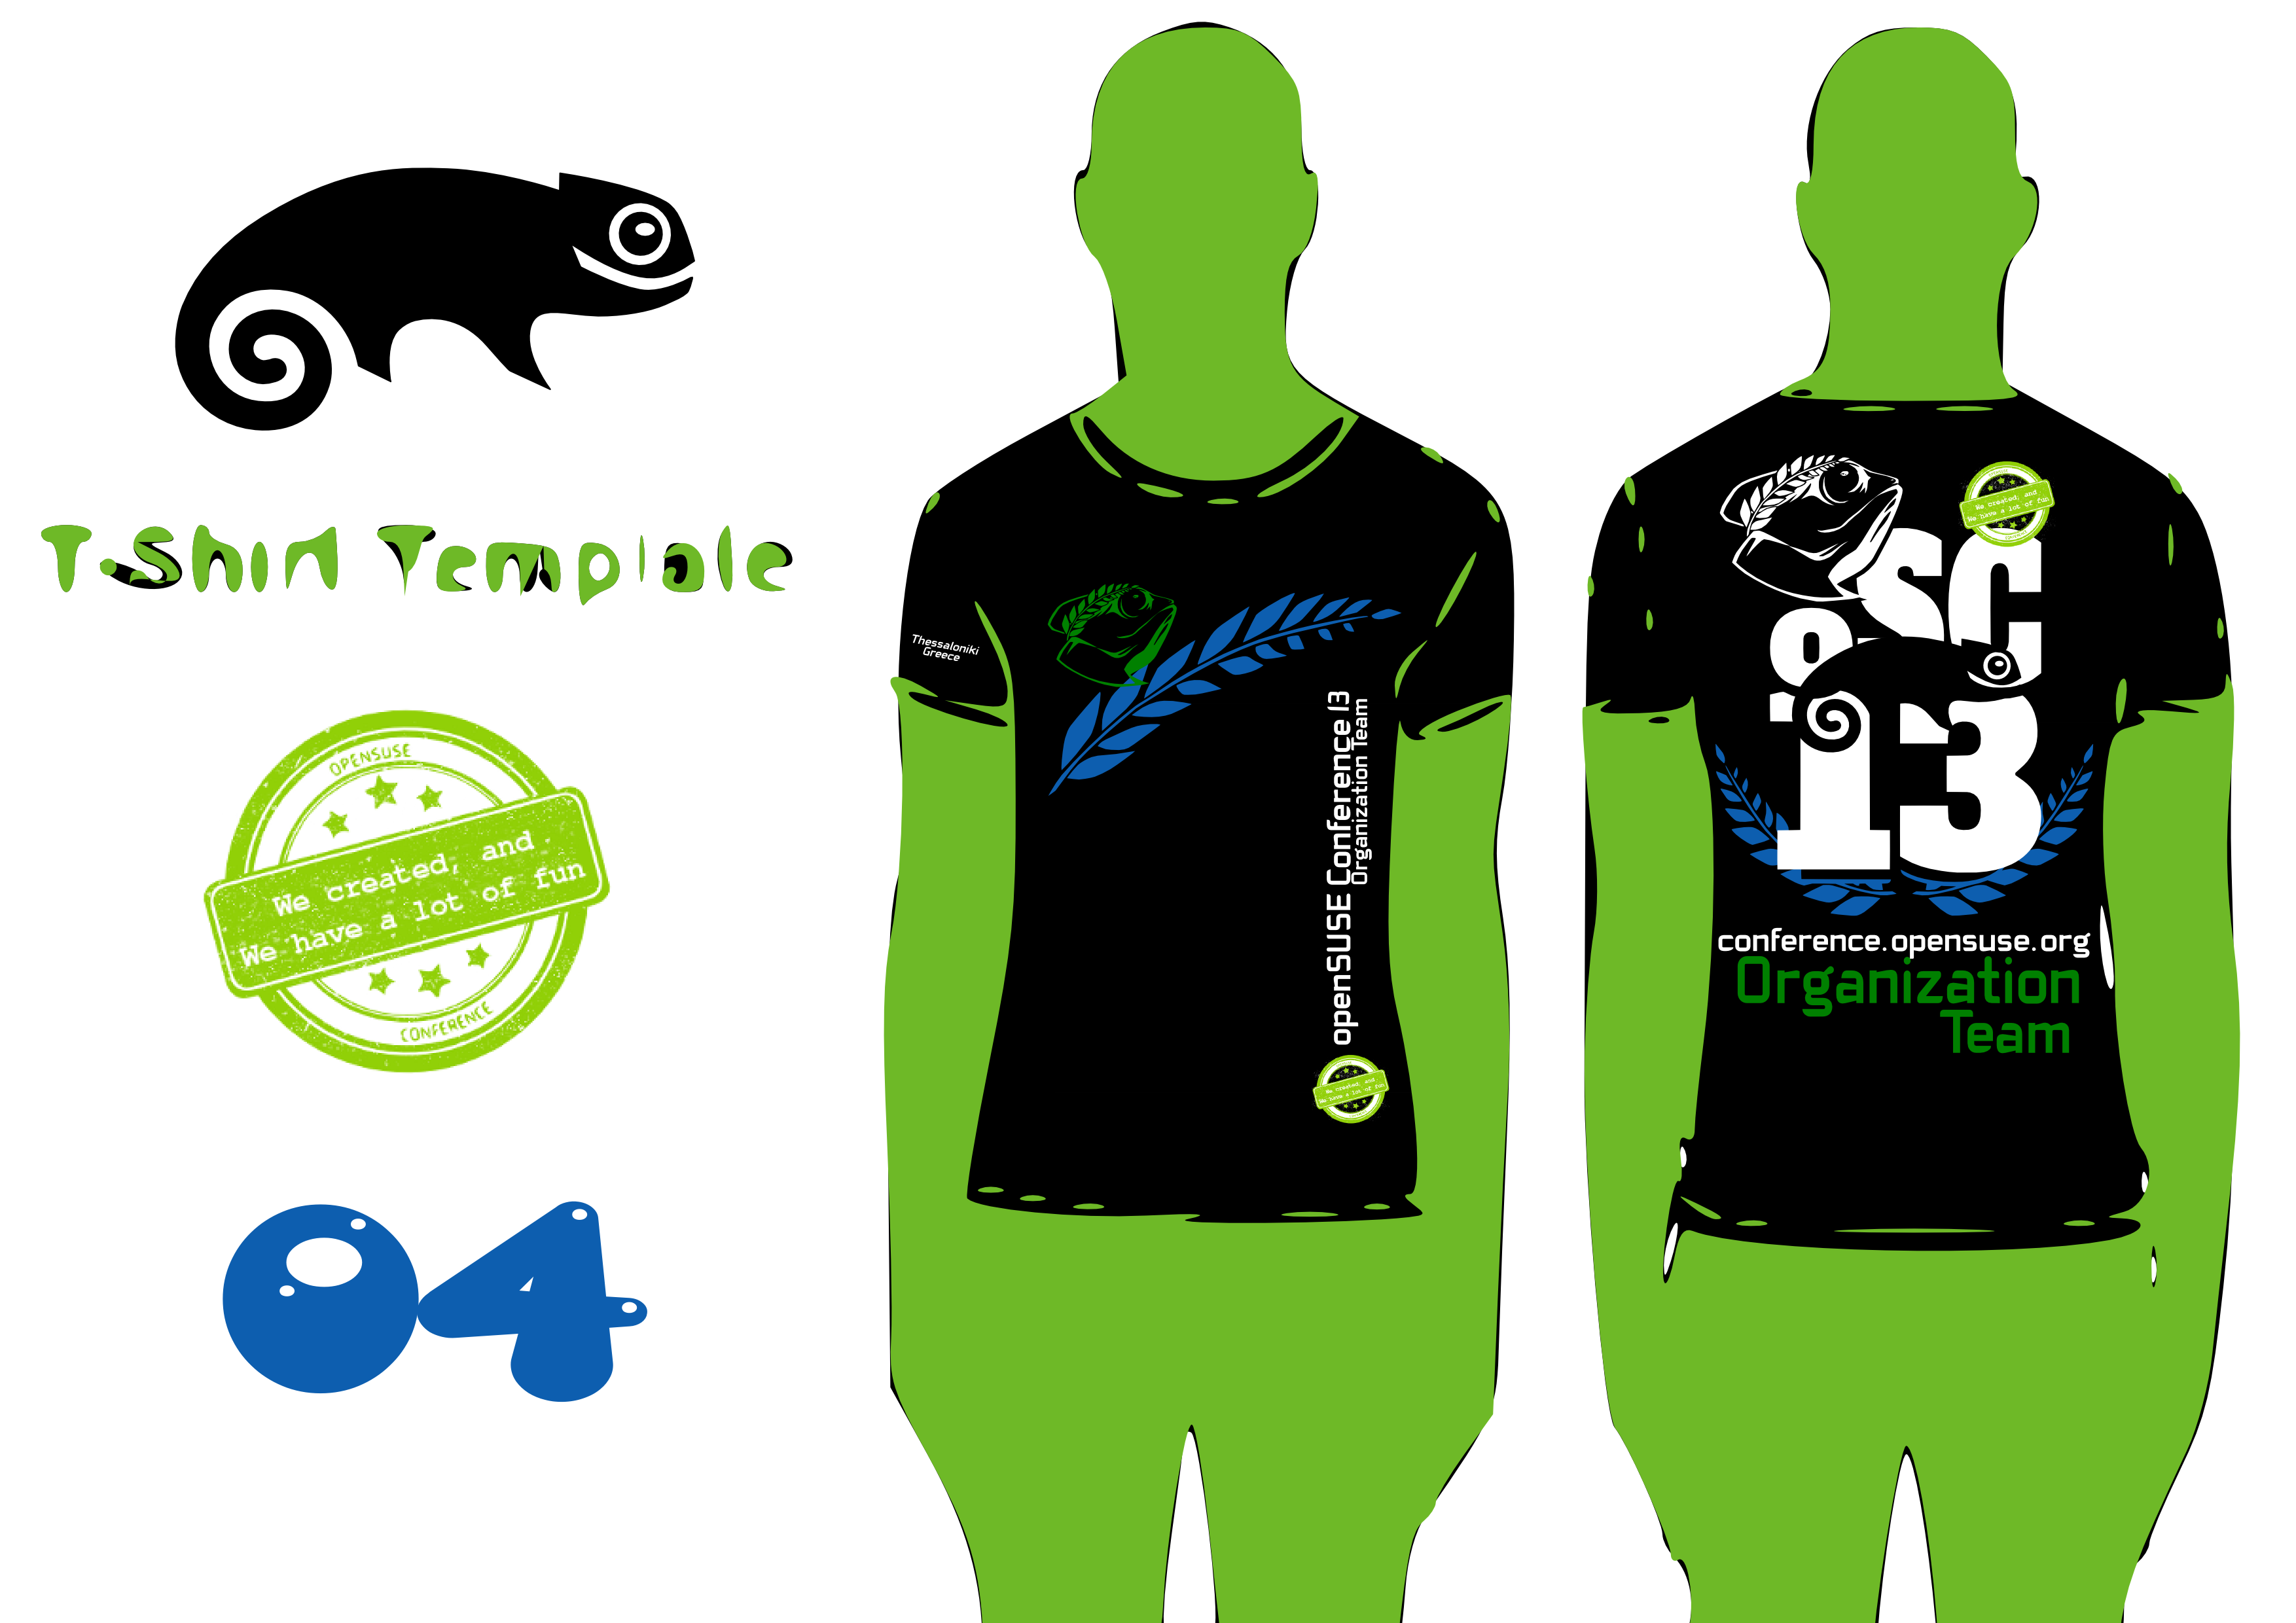 T-Shirt Template
OPENSUSE
We created, and
We have a lot of fun
CONFERENCE
04
Thessaloniki
Greece
openSUSE Conference 13
Organization Team
We created, and
We have a lot of fun
We created, and
We have a lot of fun
oSC
13
conference.opensuse.org
Organization
Team